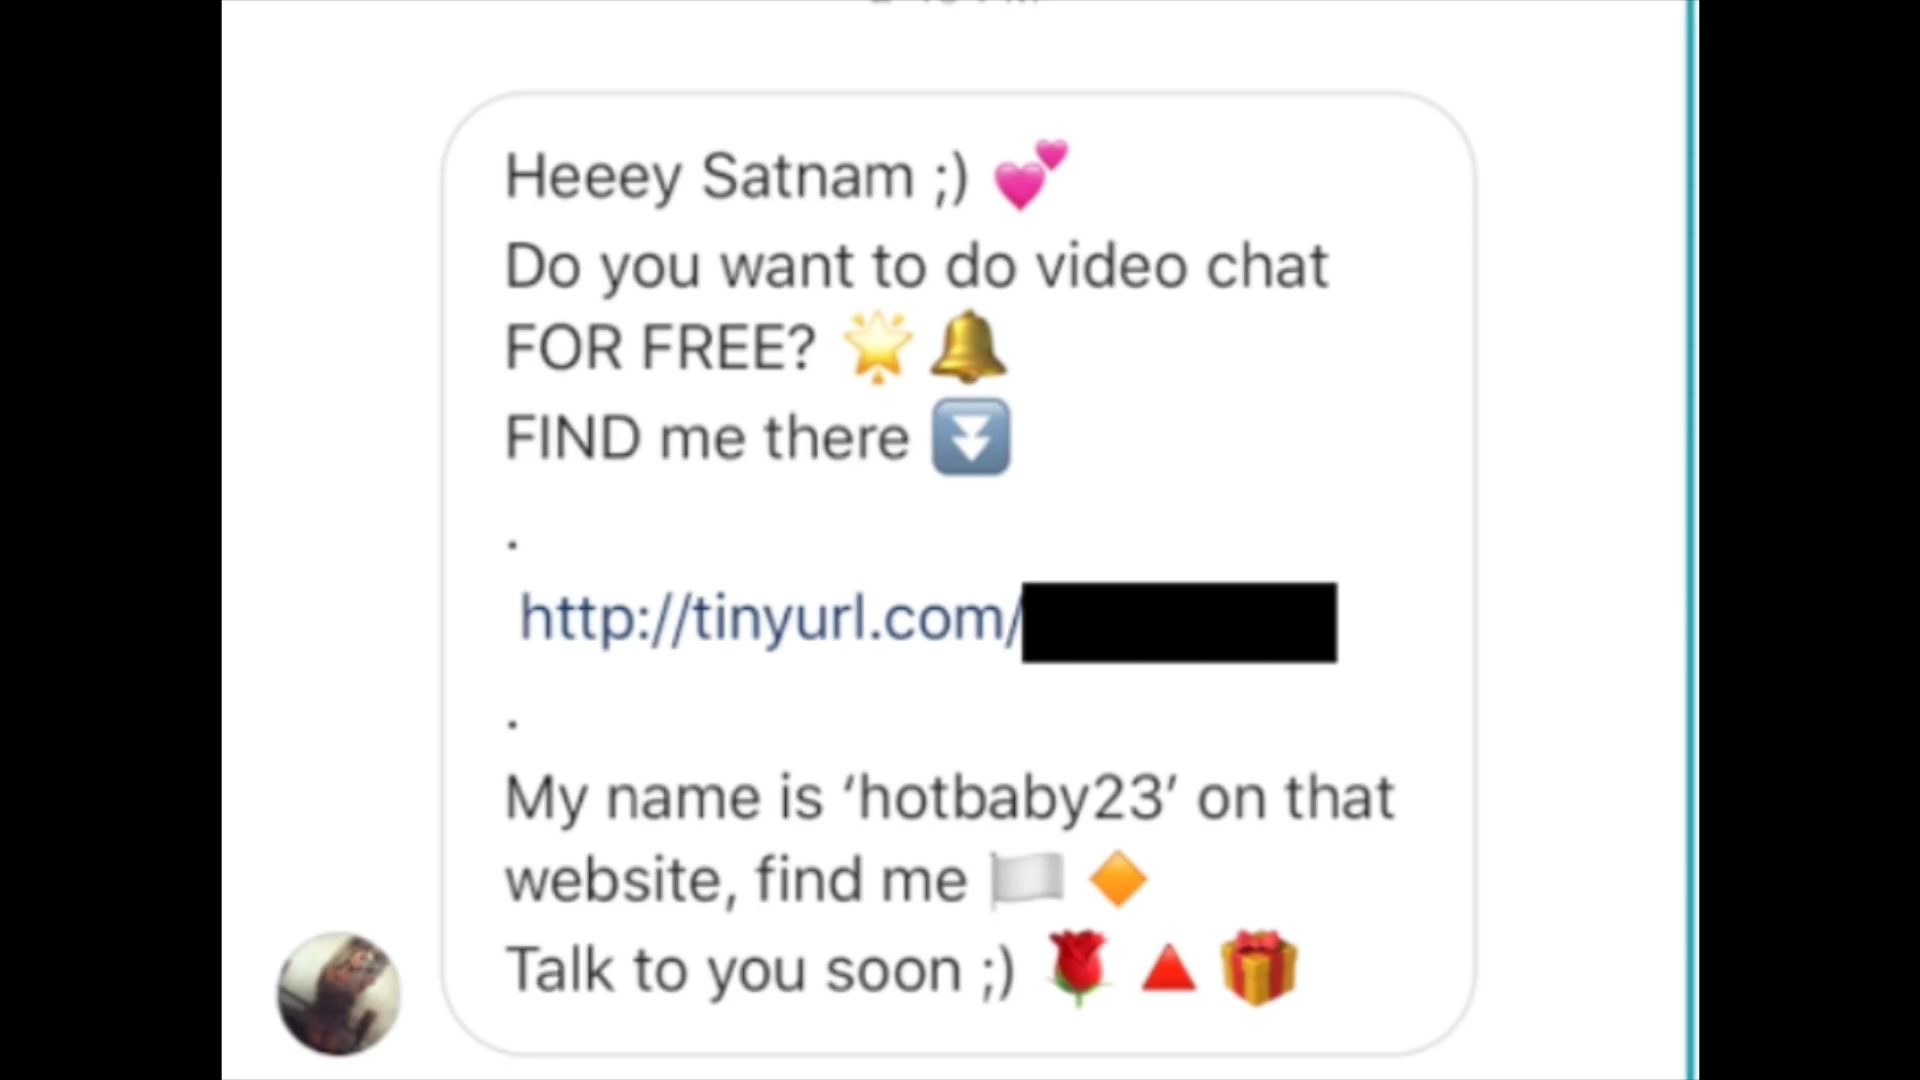 Heeey Satnam ;) 💕
Do you want to do video chat
FOR FREE? 🌟 🔔
FIND me there ⏬
.
http://tinyurl.com/
.
My name is ‘hotbaby23’ on that
website, find me 🏳️ 🔶
Talk to you soon ;) 🌹 🔺 🎁